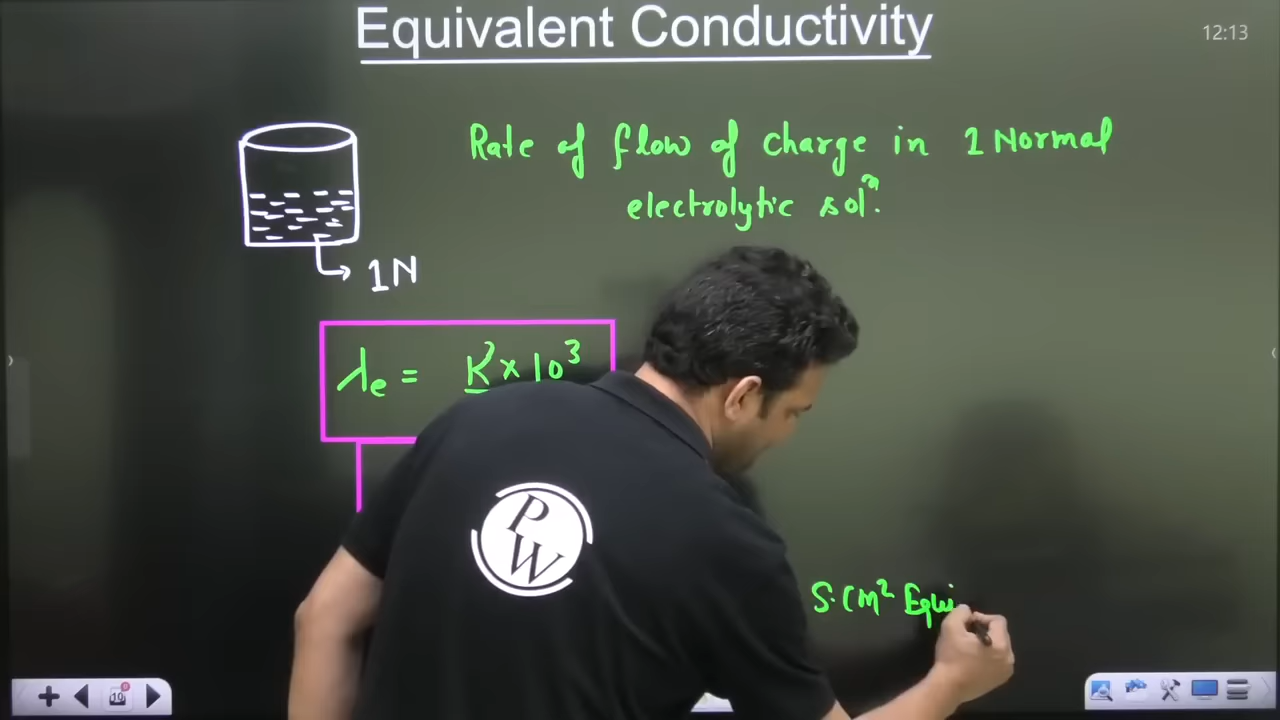 Equivalent Conductivity
12:13
Rate of flow of charge in 1 Normal
electrolytic solⁿ.
1N
λe = K × 10³
P
W
S.Cm² Equi
10